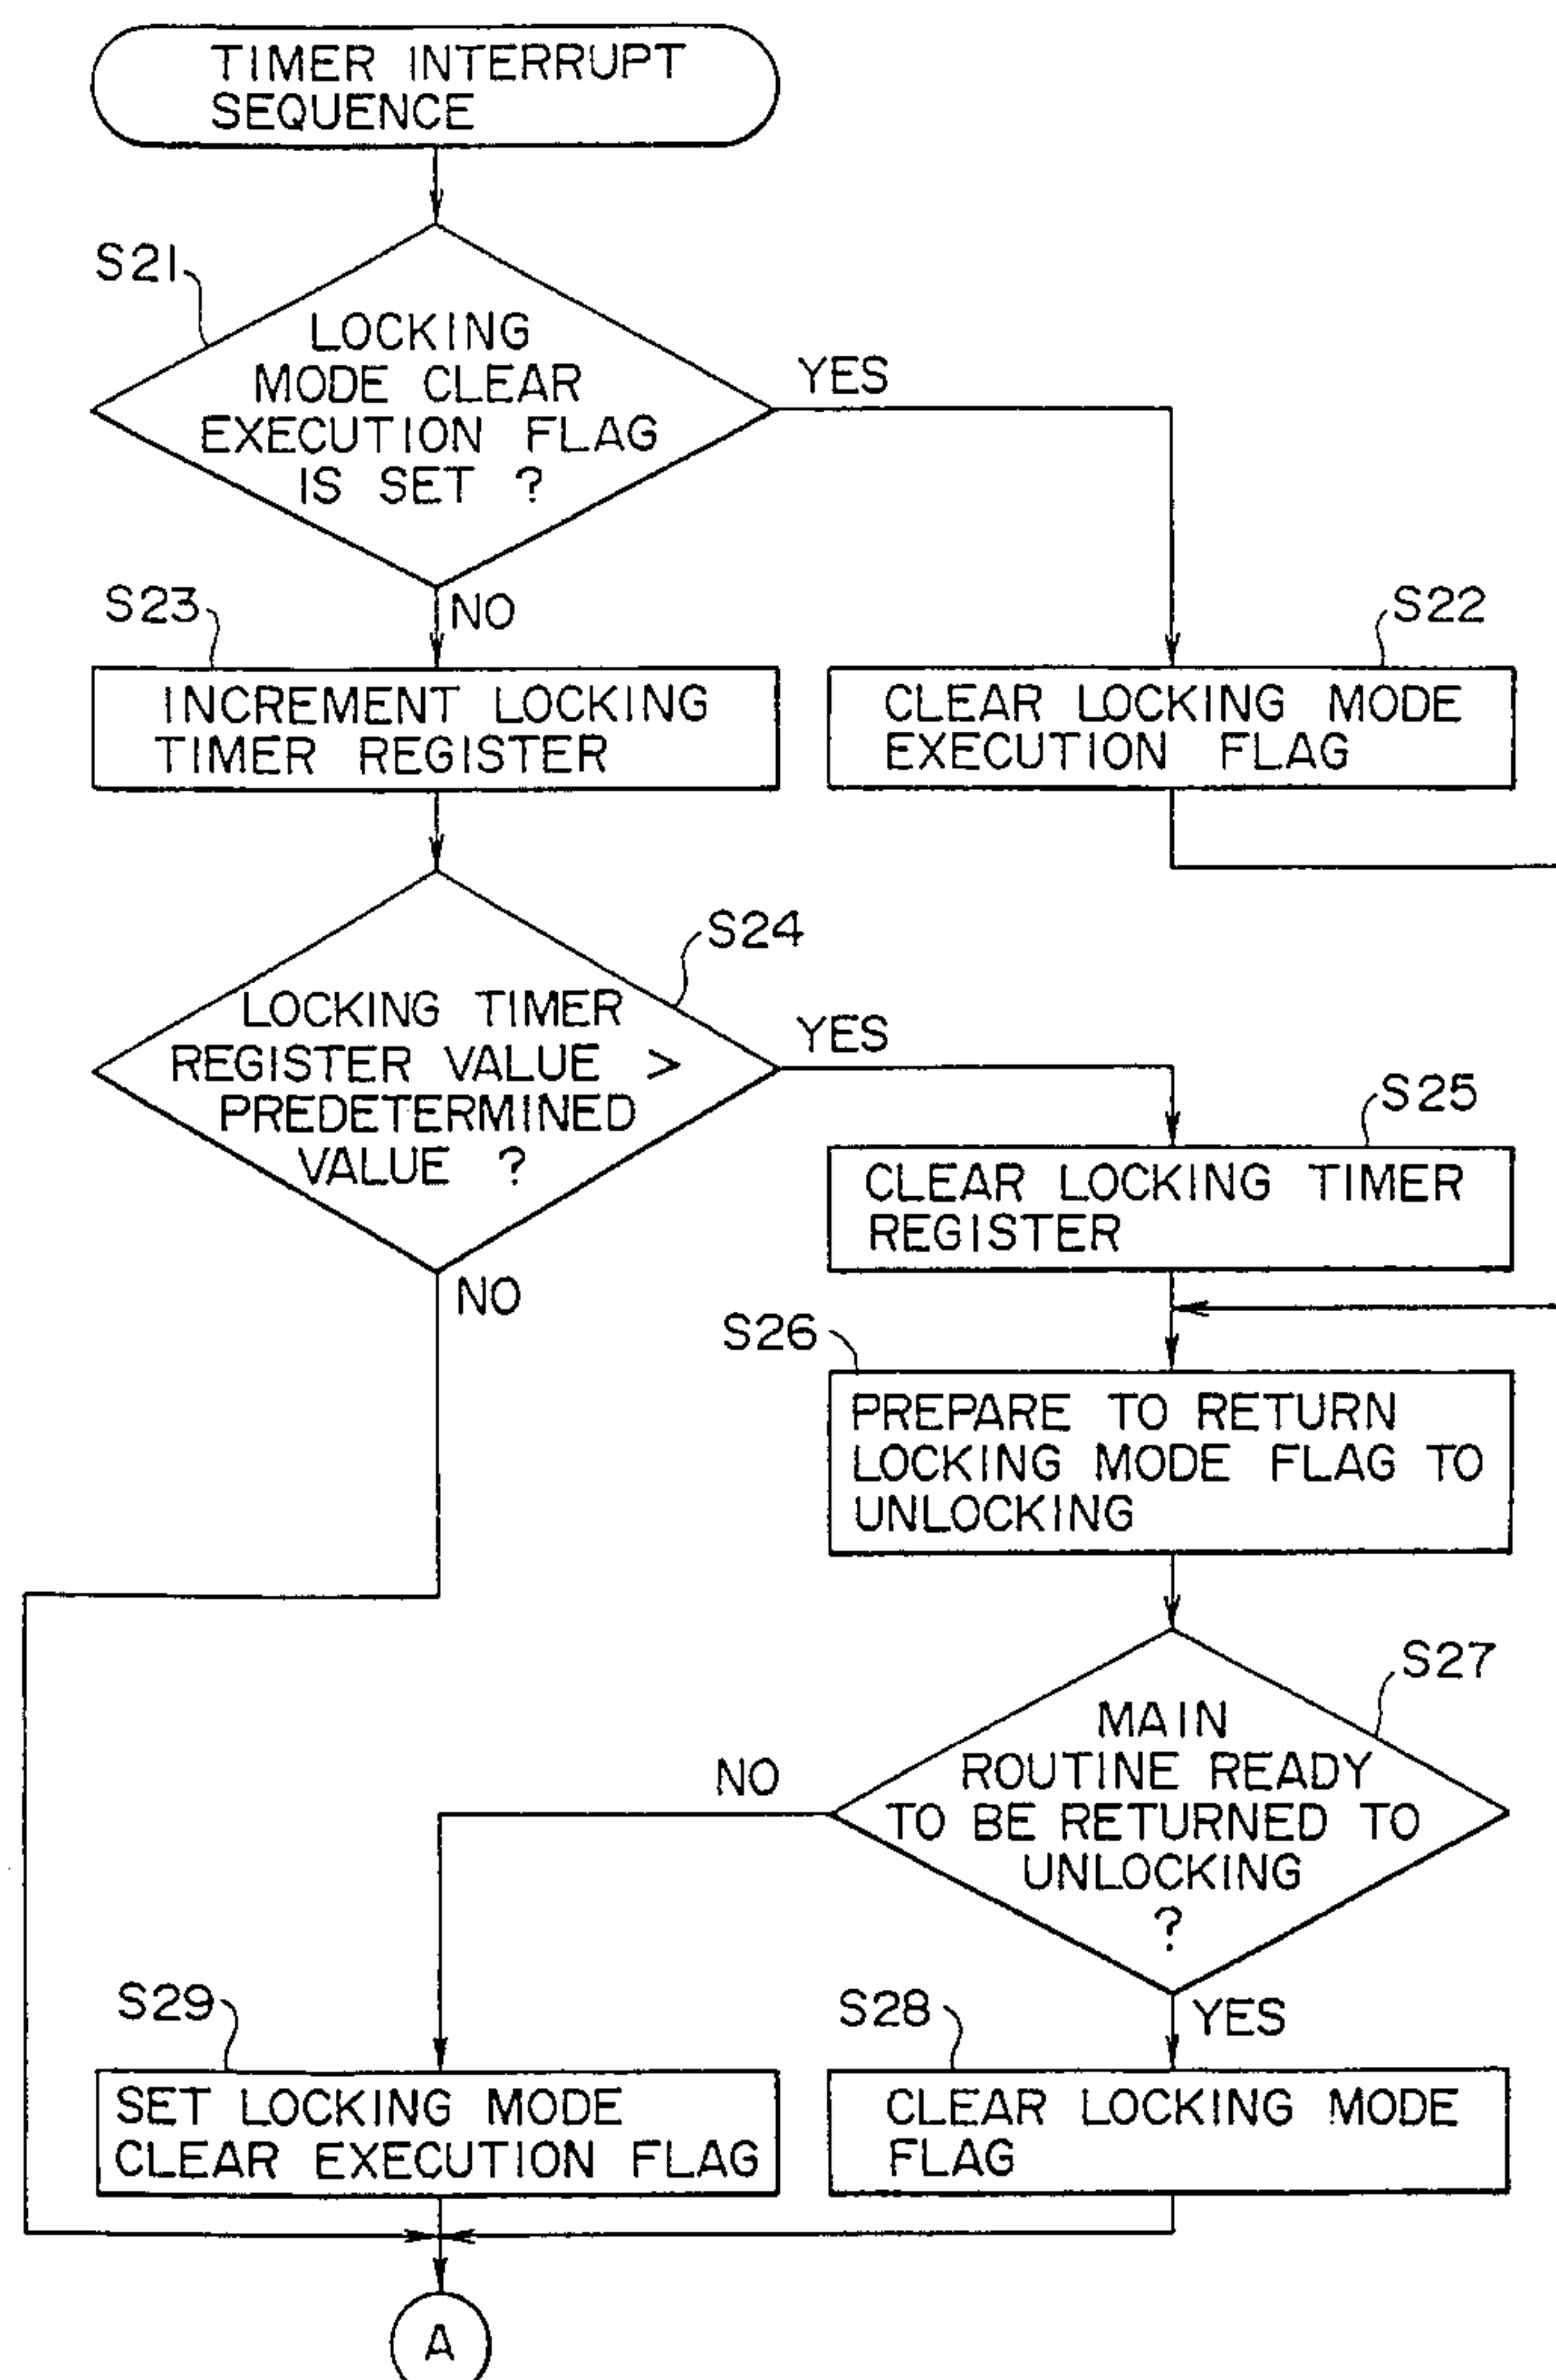 TIMER INTERRUPT
SEQUENCE
S21
LOCKING
MODE CLEAR
EXECUTION FLAG
IS SET ?
YES
NO
S23
INCREMENT LOCKING
TIMER REGISTER
S22
CLEAR LOCKING MODE
EXECUTION FLAG
S24
LOCKING TIMER
REGISTER VALUE >
PREDETERMINED
VALUE ?
YES
NO
S25
CLEAR LOCKING TIMER
REGISTER
S26
PREPARE TO RETURN
LOCKING MODE FLAG TO
UNLOCKING
S27
MAIN
ROUTINE READY
TO BE RETURNED TO
UNLOCKING
?
NO
YES
S29
SET LOCKING MODE
CLEAR EXECUTION FLAG
S28
CLEAR LOCKING MODE
FLAG
A